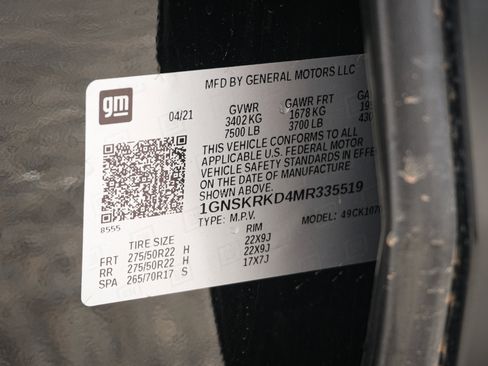 gm
MFD BY GENERAL MOTORS LLC
04/21
GVWR
3402 KG
7500 LB
GAWR FRT
1678 KG
3700 LB
THIS VEHICLE CONFORMS TO ALL
APPLICABLE U.S. FEDERAL MOTOR
VEHICLE SAFETY STANDARDS IN EFFE
ON THE DATE OF MANUFACTURE
SHOWN ABOVE.
1GNSKRKD4MR335519
TYPE: M.P.V.
MODEL:
8555
TIRE SIZE
RIM
FRT 275/50R22 H 22X9J
RR 275/50R22 H 22X9J
SPA 265/70R17 S 17X7J